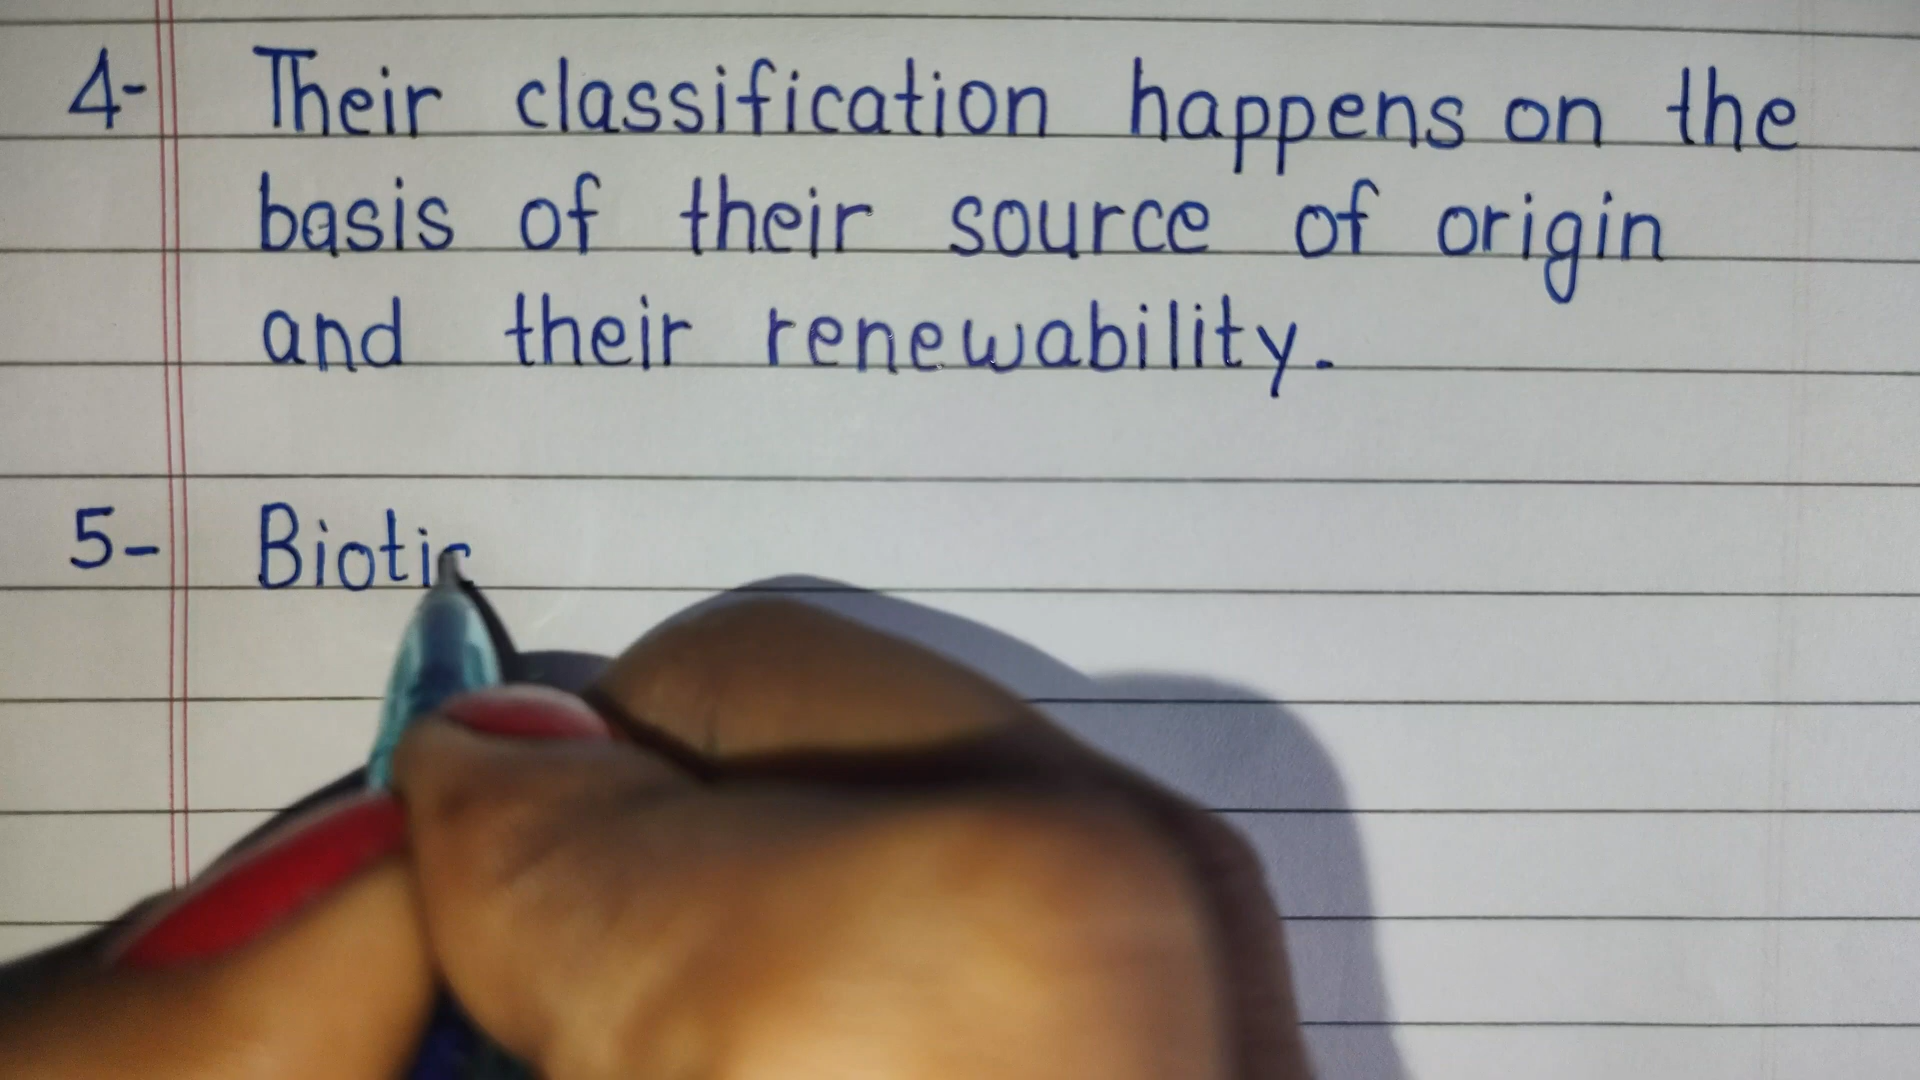 4- Their classification happens on the
basis of their source of origin
and their renewability.
5- Biotic